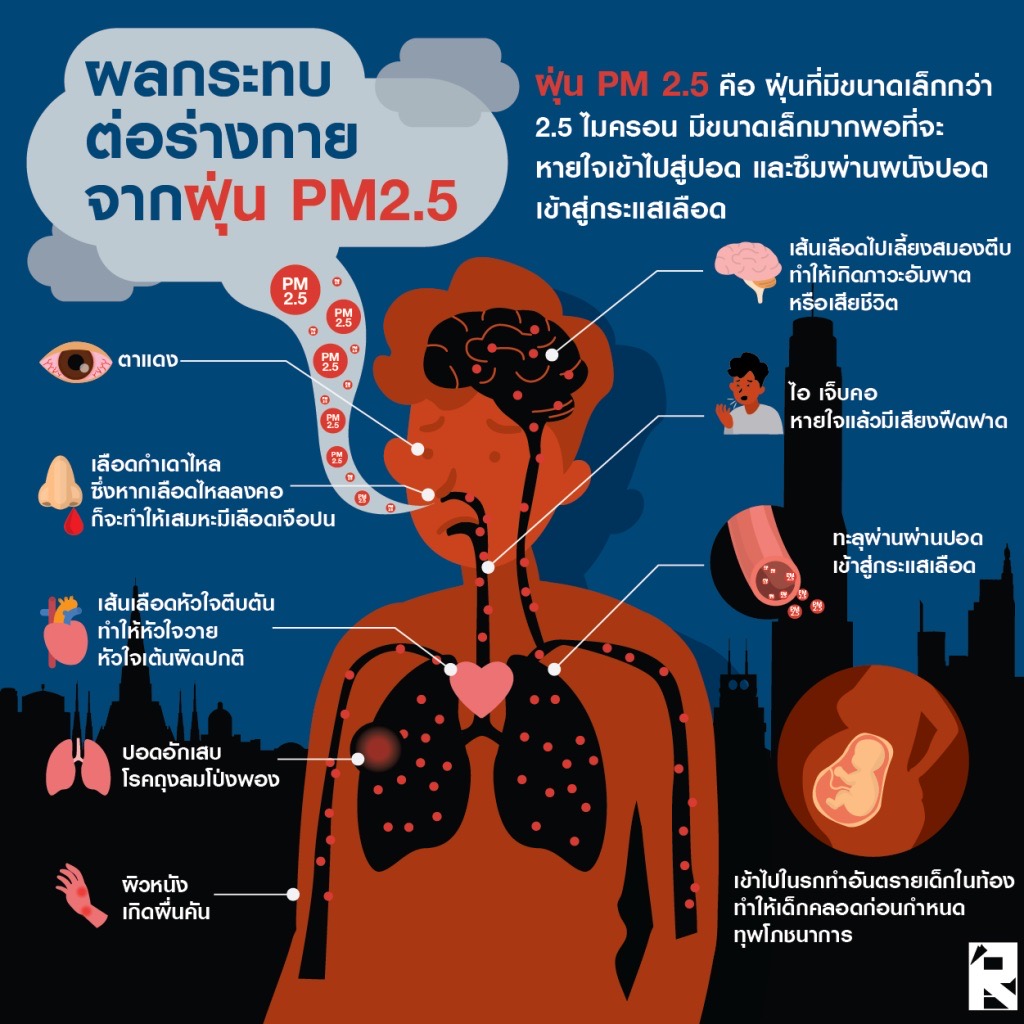 ผลกระทบ
ต่อร่างกาย
จากฝุ่น PM2.5
ฝุ่น PM 2.5 คือ ฝุ่นที่มีขนาดเล็กกว่า
2.5 ไมครอน มีขนาดเล็กมากพอที่จะ
หายใจเข้าไปสู่ปอด และซึมผ่านผนังปอด
เข้าสู่กระแสเลือด
PM
2.5
PM
2.5
PM
2.5
PM
2.5
PM
2.5
ตาแดง
เลือดกำเดาไหล
ซึ่งหากเลือดไหลลงคอ
ก็จะทำให้เสมหะมีเลือดเจือปน
เส้นเลือดหัวใจตีบตัน
ทำให้หัวใจวาย
หัวใจเต้นผิดปกติ
ปอดอักเสบ
โรคถุงลมโป่งพอง
ผิวหนัง
เกิดผื่นคัน
เส้นเลือดไปเลี้ยงสมองตีบ
ทำให้เกิดภาวะอัมพาต
หรือเสียชีวิต
ไอ เจ็บคอ
หายใจแล้วมีเสียงฟืดฟาด
ทะลุผ่านผ่านปอด
เข้าสู่กระแสเลือด
เข้าไปในรกทำอันตรายเด็กในท้อง
ทำให้เด็กคลอดก่อนกำหนด
ทุพโภชนาการ